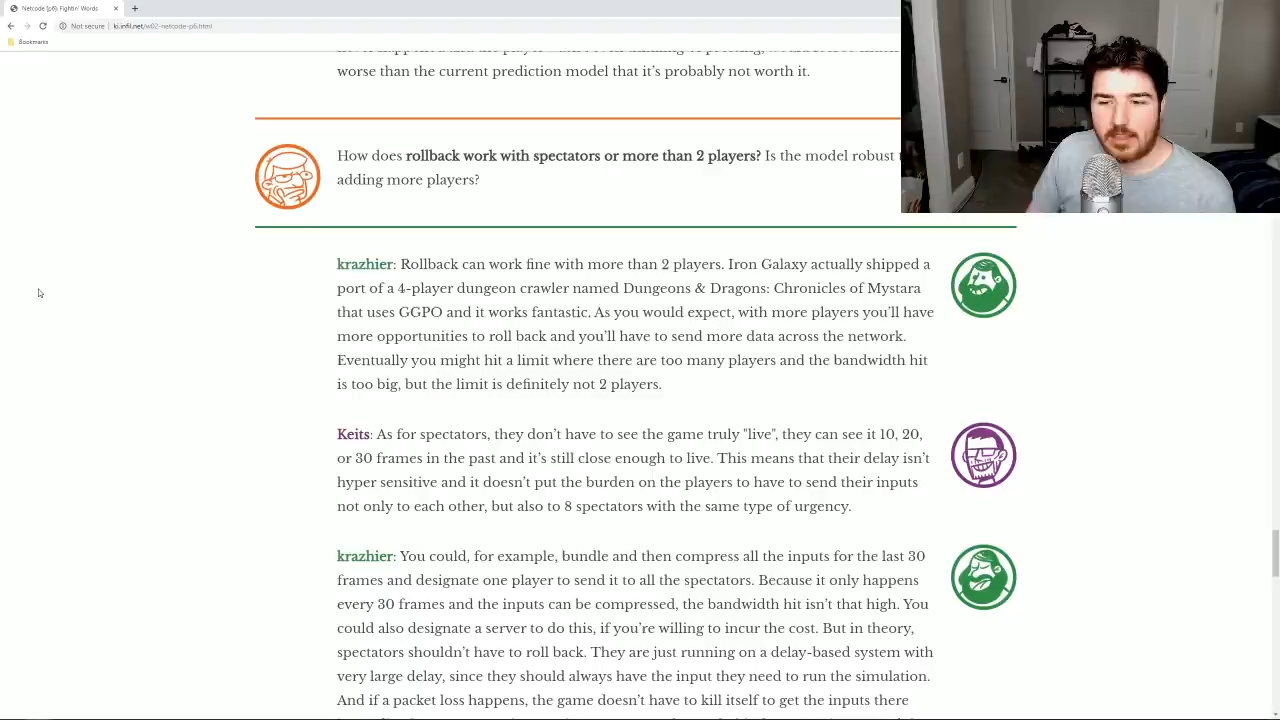 Netcode [p6]: Fightin' Words
Not secure | ki.infil.net/w02-netcode-p6.html
Bookmarks
worse than the current prediction model that it's probably not worth it.
How does rollback work with spectators or more than 2 players? Is the model robust
adding more players?
krazhier: Rollback can work fine with more than 2 players. Iron Galaxy actually shipped a
port of a 4-player dungeon crawler named Dungeons & Dragons: Chronicles of Mystara
that uses GGPO and it works fantastic. As you would expect, with more players you'll have
more opportunities to roll back and you'll have to send more data across the network.
Eventually you might hit a limit where there are too many players and the bandwidth hit
is too big, but the limit is definitely not 2 players.
Keits: As for spectators, they don't have to see the game truly "live", they can see it 10, 20,
or 30 frames in the past and it's still close enough to live. This means that their delay isn't
hyper sensitive and it doesn't put the burden on the players to have to send their inputs
not only to each other, but also to 8 spectators with the same type of urgency.
krazhier: You could, for example, bundle and then compress all the inputs for the last 30
frames and designate one player to send it to all the spectators. Because it only happens
every 30 frames and the inputs can be compressed, the bandwidth hit isn't that high. You
could also designate a server to do this, if you're willing to incur the cost. But in theory,
spectators shouldn't have to roll back. They are just running on a delay-based system with
very large delay, since they should always have the input they need to run the simulation.
And if a packet loss happens, the game doesn't have to kill itself to get the inputs there